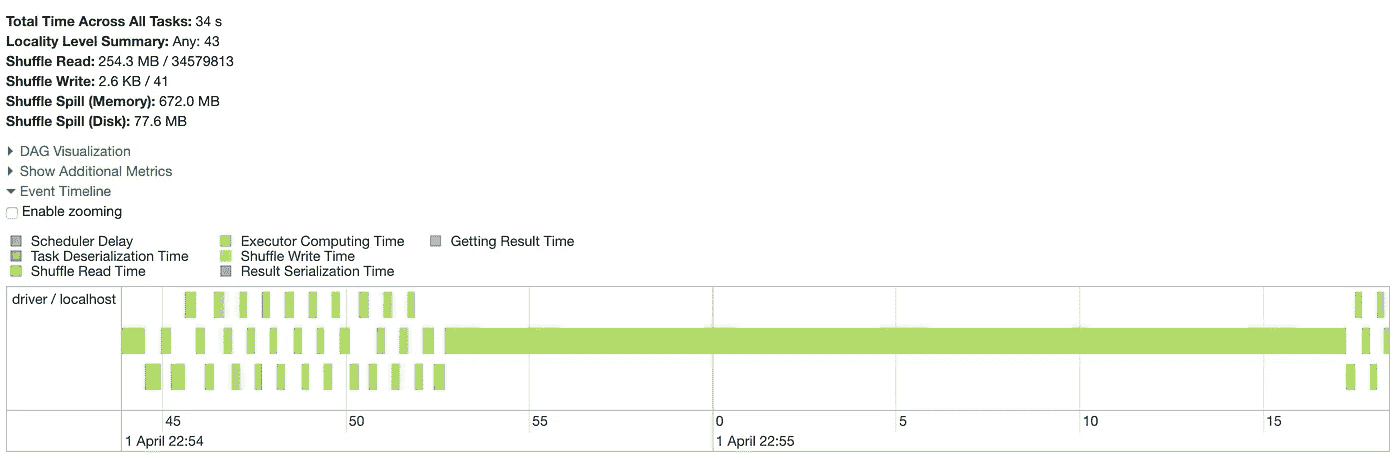 Total Time Across All Tasks: 34 s
Locality Level Summary: Any: 43
Shuffle Read: 254.3 MB / 34579813
Shuffle Write: 2.6 KB / 41
Shuffle Spill (Memory): 672.0 MB
Shuffle Spill (Disk): 77.6 MB
DAG Visualization
Show Additional Metrics
Event Timeline
Enable zooming
Scheduler Delay Executor Computing Time Getting Result Time
Task Deserialization Time Shuffle Write Time
Shuffle Read Time Result Serialization Time
driver / localhost
45 50 55 0 5 10 15
1 April 22:54 1 April 22:55